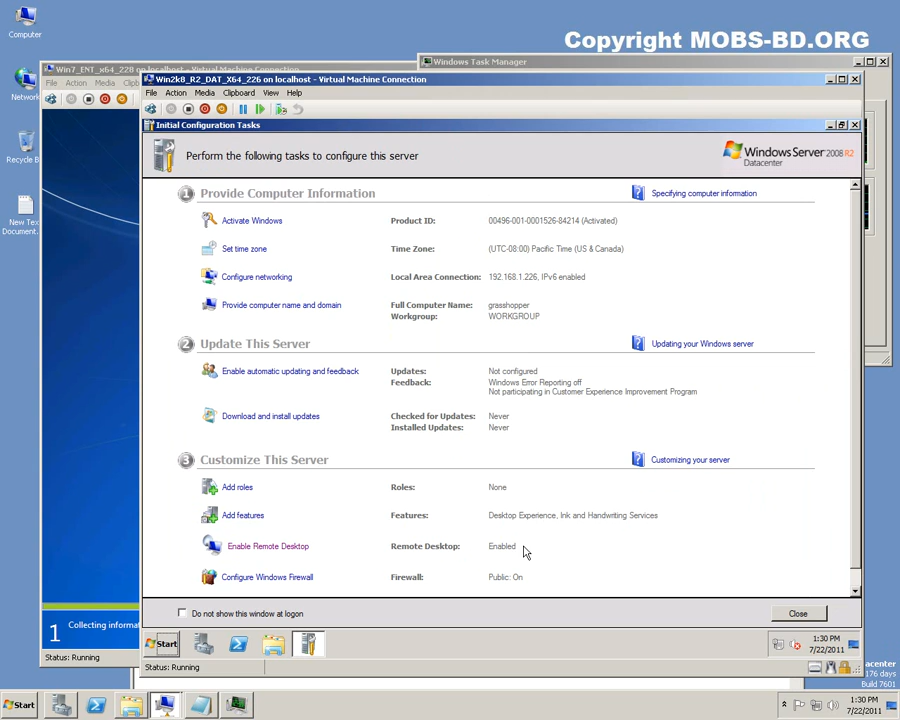 Copyright MOBS-BD.ORG
Computer
Network
Recycle B
New Tex
Document.
Windows Task Manager
Win7_ENT_x64_228 on localhost - Virtual Machine Connection
Action Media Clipb
Win2k8_R2_DAT_X64_226 on localhost - Virtual Machine Connection
File Action Media Clipboard View Help
Initial Configuration Tasks
Perform the following tasks to configure this server
Windows Server 2008 R2
Datacenter
1 Provide Computer Information
Specifying computer information
Activate Windows Product ID: 00496-001-0001526-84214 (Activated)
Set time zone Time Zone: (UTC-08:00) Pacific Time (US & Canada)
Configure networking Local Area Connection: 192.168.1.226, IPv6 enabled
Provide computer name and domain Full Computer Name: grasshopper
Workgroup: WORKGROUP
2 Update This Server
Updating your Windows server
Enable automatic updating and feedback Updates: Not configured
Feedback: Windows Error Reporting off
Not participating in Customer Experience Improvement Program
Download and install updates Checked for Updates: Never
Installed Updates: Never
3 Customize This Server
Customizing your server
Add roles Roles: None
Add features Features: Desktop Experience, Ink and Handwriting Services
Enable Remote Desktop Remote Desktop: Enabled
Configure Windows Firewall Firewall: Public: On
Do not show this window at logon Close
1 Collecting informat
Start 1:30 PM
7/22/2011
Status: Running
Status: Running
acenter
176 days
Build 7601
Start 1:30 PM
7/22/2011